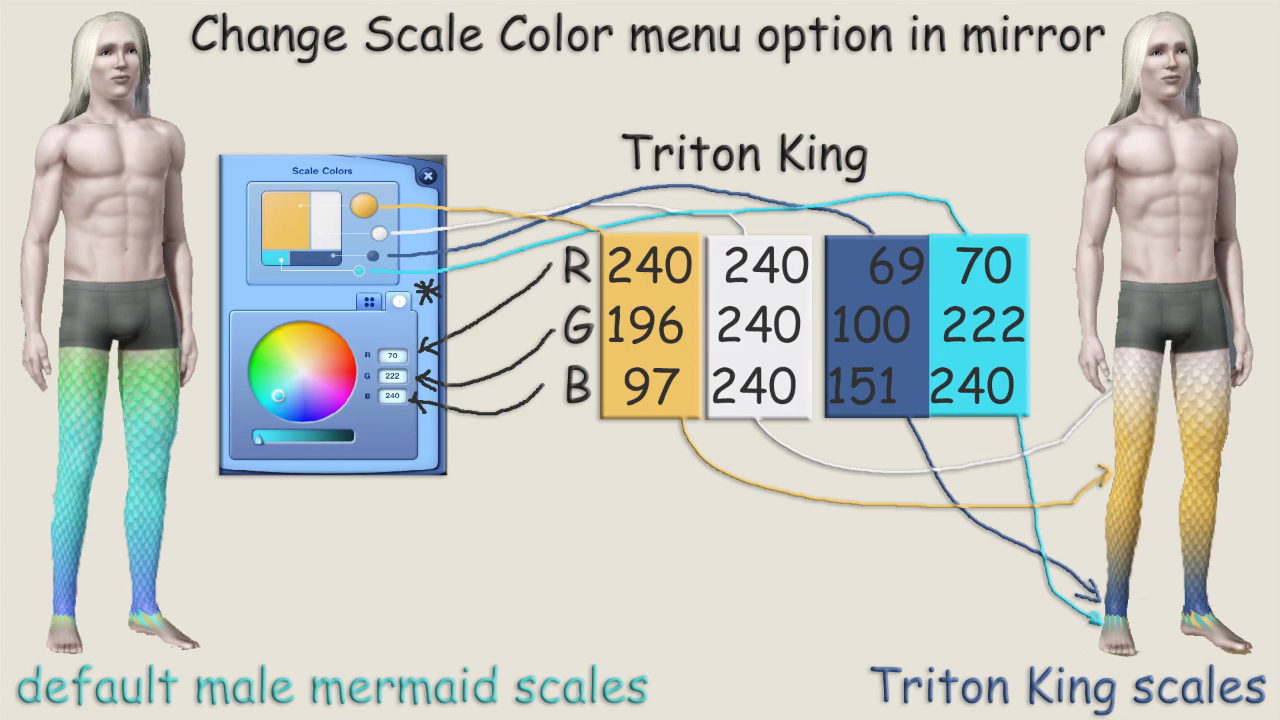 Change Scale Color menu option in mirror
Triton King
Scale Colors
R 240 240 69 70
G 196 240 100 222
B 97 240 151 240
R 70
G 222
B 240
default male mermaid scales
Triton King scales